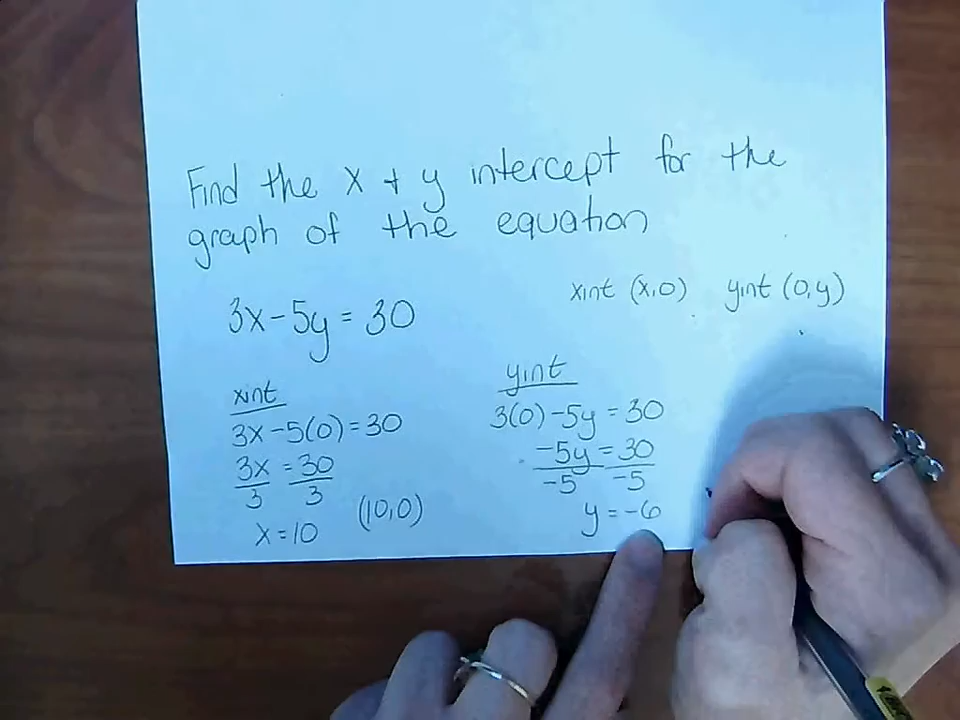 Find the x + y intercept for the
graph of the equation
xint (x,0) yint (0,y)
3x - 5y = 30
xint
3x - 5(0) = 30
3x = 30
3 3
x = 10 (10,0)
yint
3(0) - 5y = 30
-5y = 30
-5 -5
y = -6